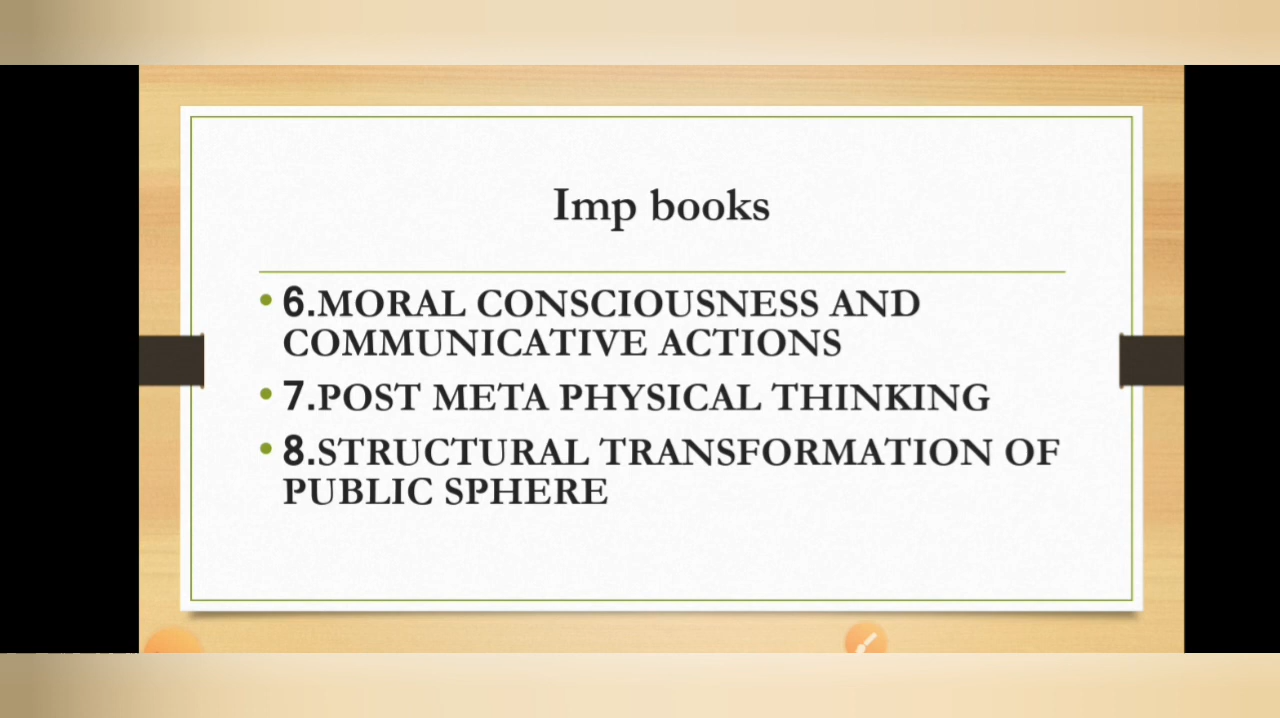 Imp books
• 6.MORAL CONSCIOUSNESS AND
COMMUNICATIVE ACTIONS
• 7.POST META PHYSICAL THINKING
• 8.STRUCTURAL TRANSFORMATION OF
PUBLIC SPHERE